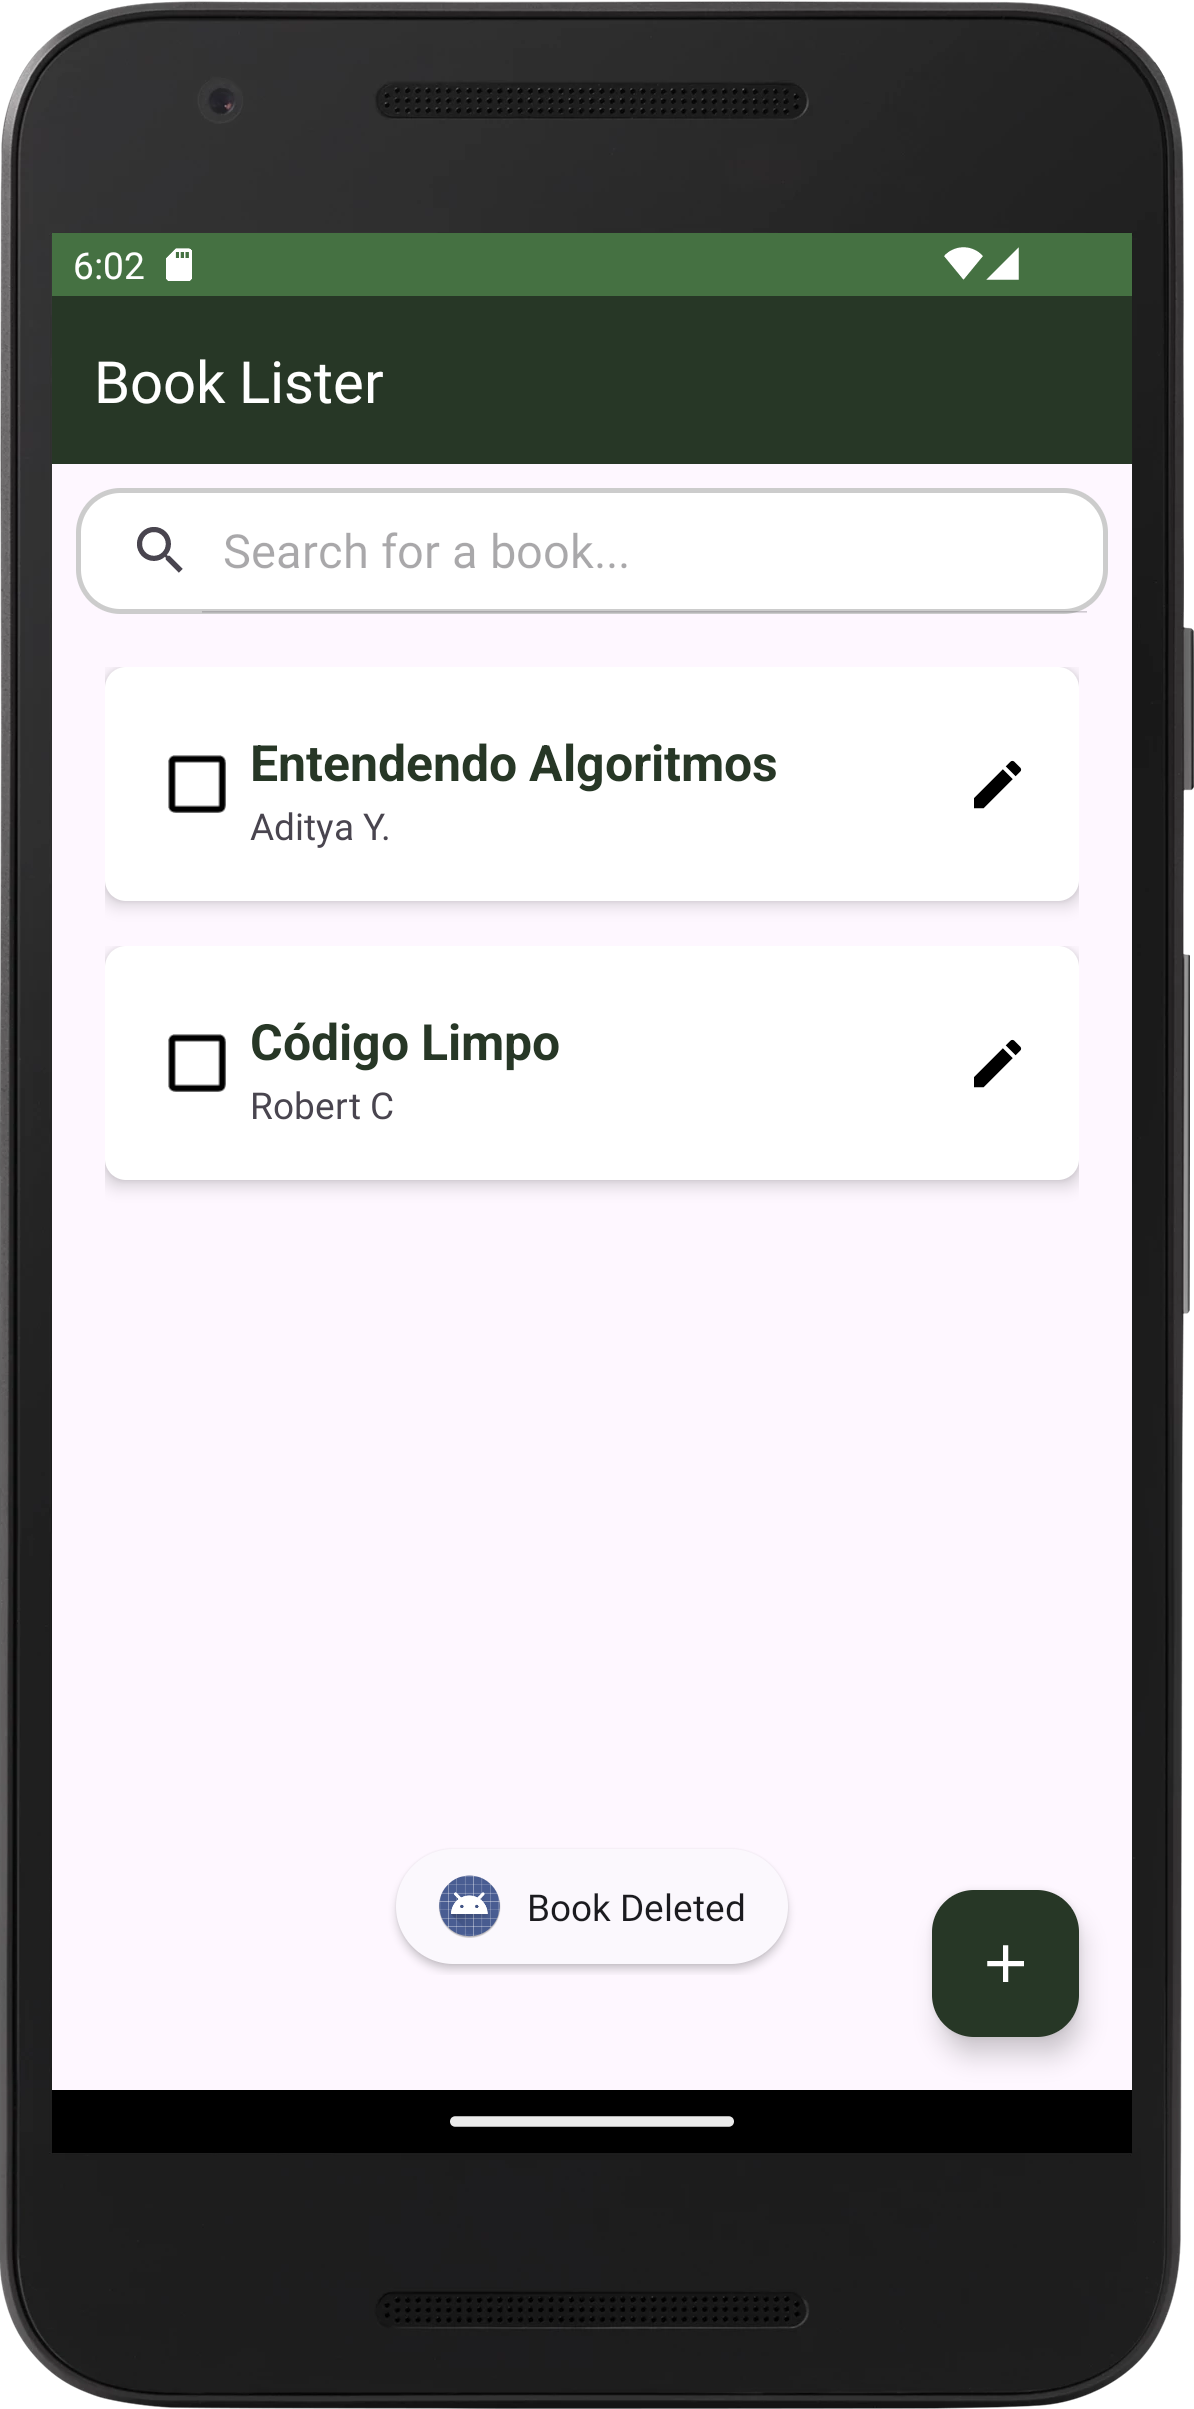 6:02
Book Lister
Search for a book...
Entendendo Algoritmos
Aditya Y.
Código Limpo
Robert C
Book Deleted